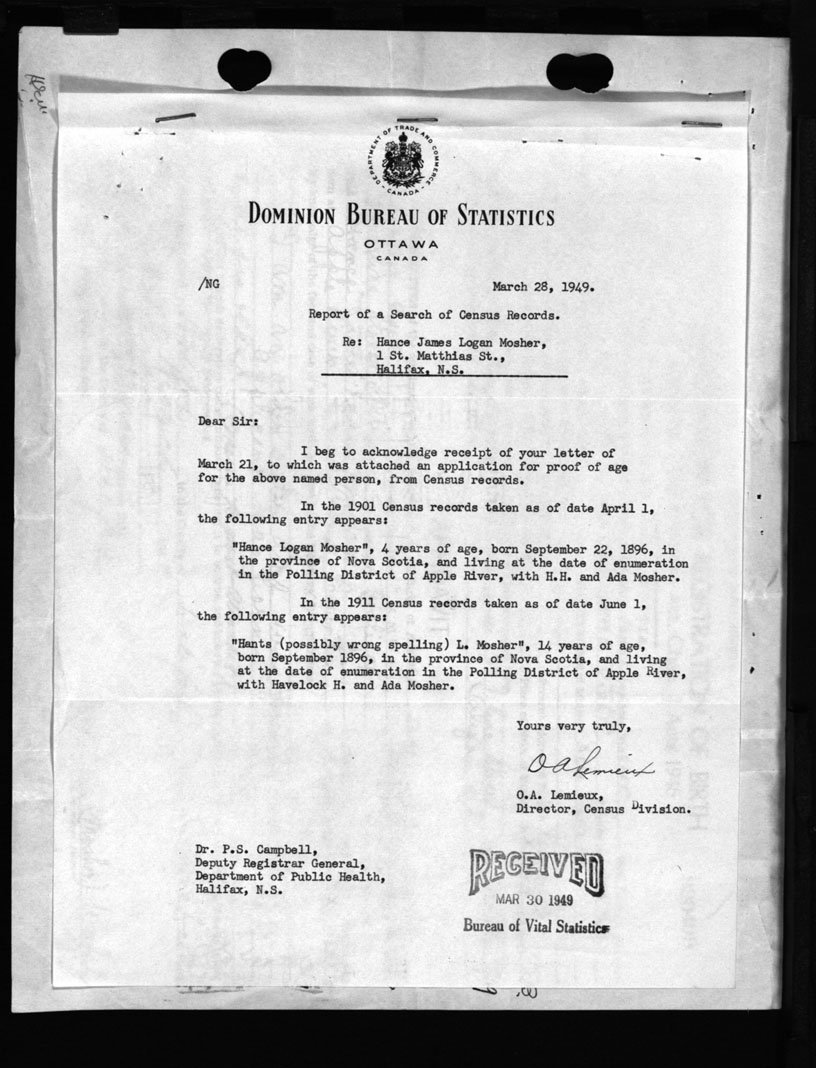 DEPARTMENT OF TRADE AND COMMERCE
CANADA
DOMINION BUREAU OF STATISTICS
OTTAWA
CANADA
/NG March 28, 1949.
Report of a Search of Census Records.
Re: Hance James Logan Mosher,
1 St. Matthias St.,
Halifax, N.S.
Dear Sir:
I beg to acknowledge receipt of your letter of
March 21, to which was attached an application for proof of age
for the above named person, from Census records.
In the 1901 Census records taken as of date April 1,
the following entry appears:
"Hance Logan Mosher", 4 years of age, born September 22, 1896, in
the province of Nova Scotia, and living at the date of enumeration
in the Polling District of Apple River, with H.H. and Ada Mosher.
In the 1911 Census records taken as of date June 1,
the following entry appears:
"Hants (possibly wrong spelling) L. Mosher", 14 years of age,
born September 1896, in the province of Nova Scotia, and living
at the date of enumeration in the Polling District of Apple River,
with Havelock H. and Ada Mosher.
Yours very truly,
O A Lemieux
O.A. Lemieux,
Director, Census Division.
Dr. P.S. Campbell,
Deputy Registrar General,
Department of Public Health,
Halifax, N.S.
RECEIVED
MAR 30 1949
Bureau of Vital Statistics